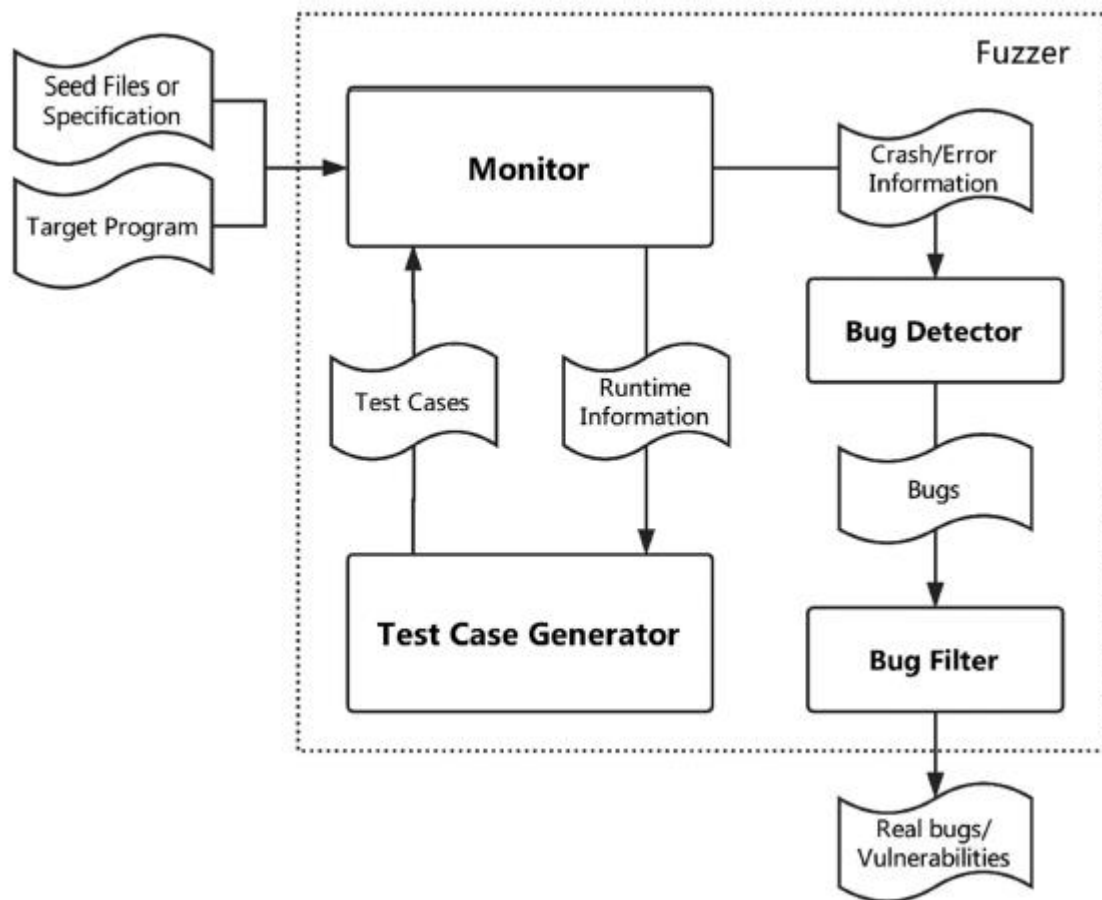 Fuzzer
Seed Files or
Specification
Target Program
Monitor
Crash/Error
Information
Bug Detector
Test Cases
Runtime
Information
Bugs
Test Case Generator
Bug Filter
Real bugs/
Vulnerabilities